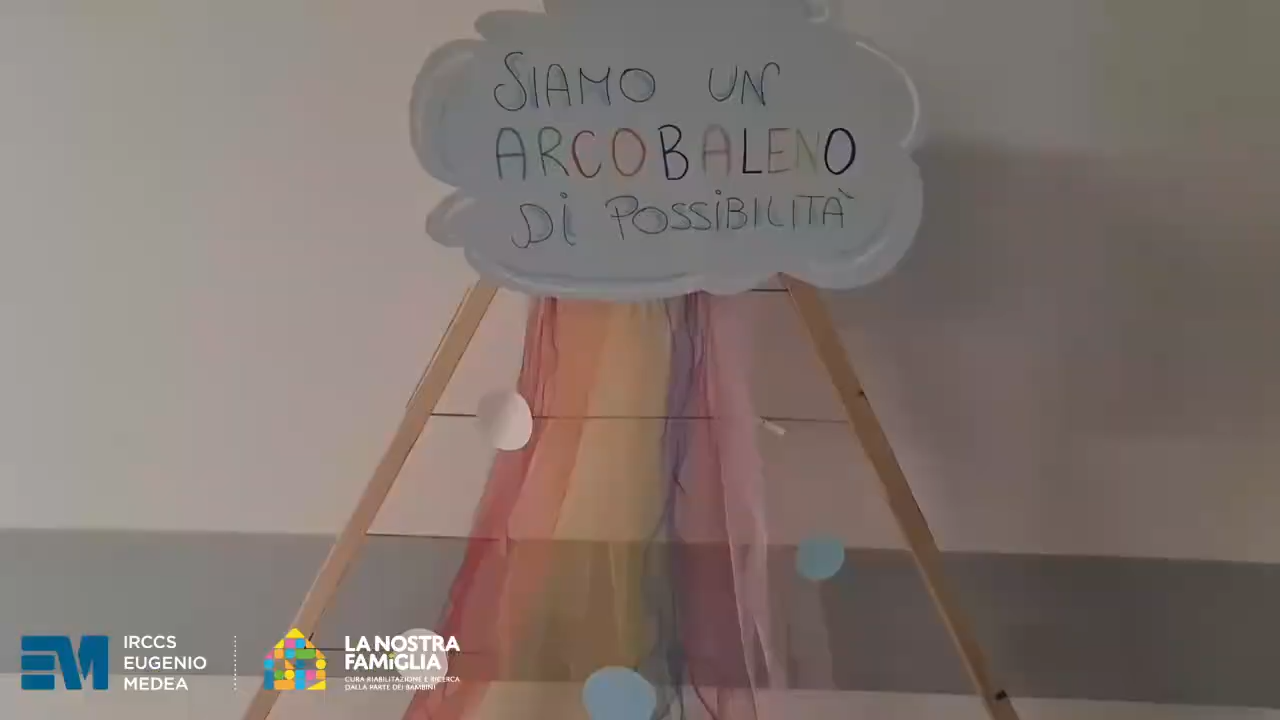 SIAMO UN
ARCOBALENO
Di POSSIBILITÀ
IRCCS
EUGENIO
MEDEA
LA NOSTRA
FAMiGLIA
CURA RIABILITAZIONE E RICERCA
DALLA PARTE DEI BAMBINI